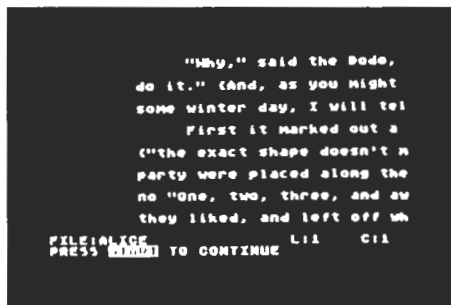 "Why," said the Dodo,
do it." (And, as you might
some winter day, I will tel
First it marked out a
("the exact shape doesn't m
party were placed along the
no "One, two, three, and aw
they liked, and left off wh
FILE:ALICE L:1 C:1
PRESS TO CONTINUE